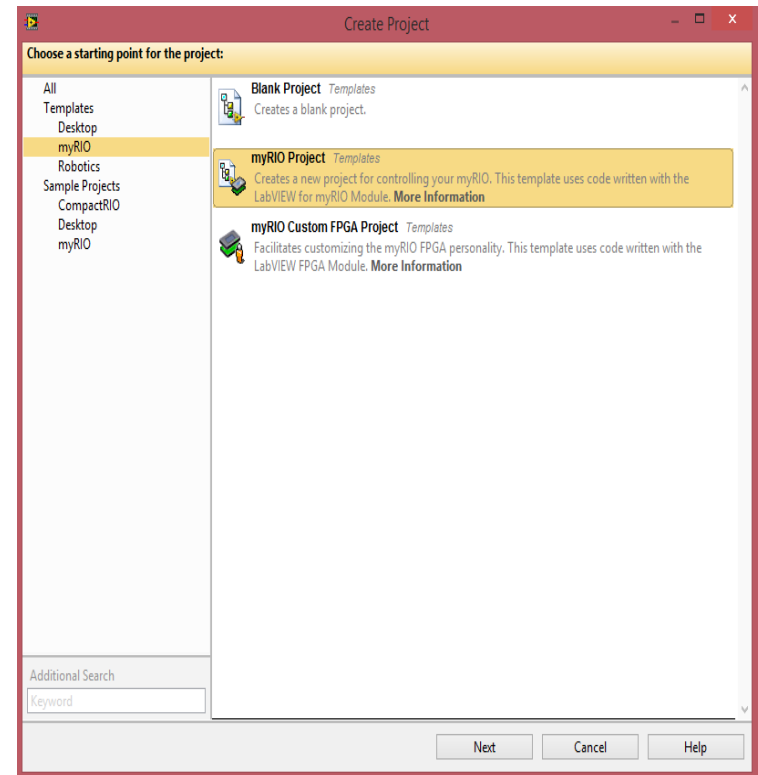 Create Project
Choose a starting point for the project:
All
Templates
Desktop
myRIO
Robotics
Sample Projects
CompactRIO
Desktop
myRIO
Blank Project Templates
Creates a blank project.
myRIO Project Templates
Creates a new project for controlling your myRIO. This template uses code written with the
LabVIEW for myRIO Module. More Information
myRIO Custom FPGA Project Templates
Facilitates customizing the myRIO FPGA personality. This template uses code written with the
LabVIEW FPGA Module. More Information
Additional Search
Keyword
Next Cancel Help